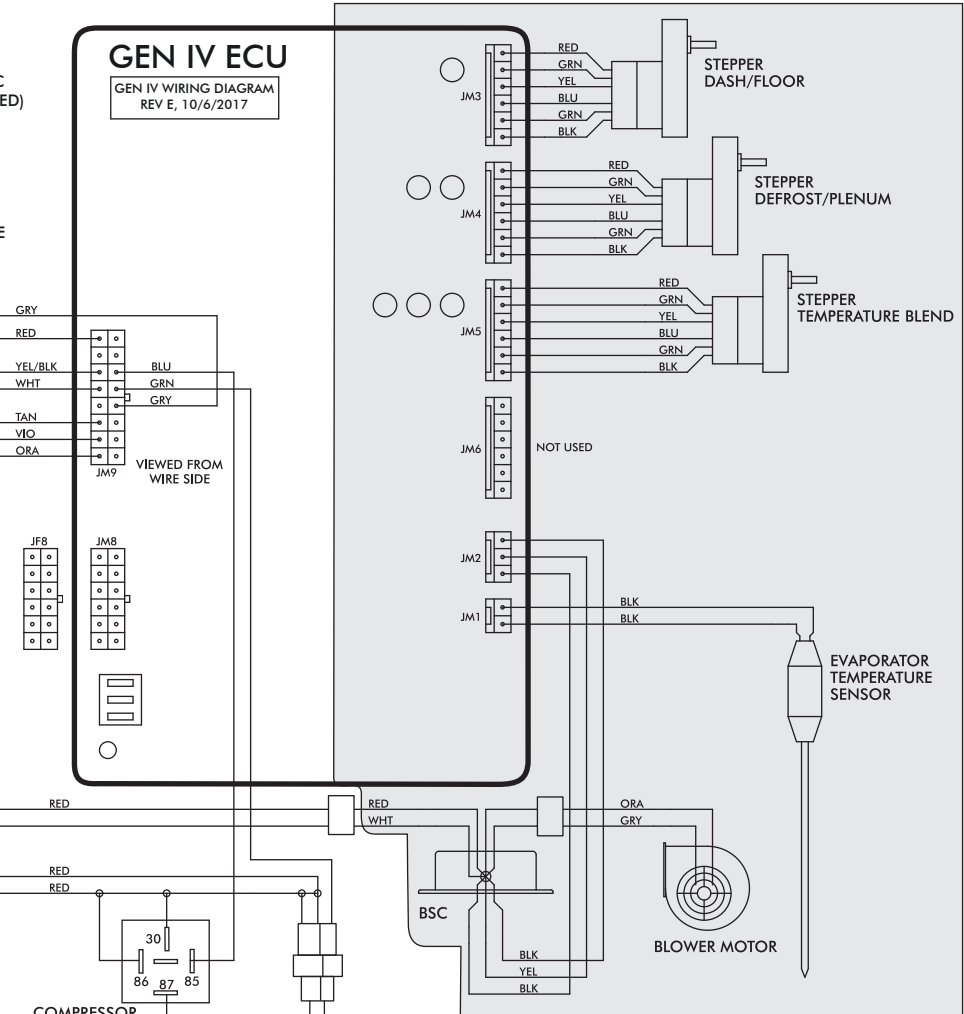 GEN IV ECU
GEN IV WIRING DIAGRAM
REV E, 10/6/2017
C
ED)
E
JM3
RED
GRN
YEL
BLU
GRN
BLK
STEPPER
DASH/FLOOR
JM4
RED
GRN
YEL
BLU
GRN
BLK
STEPPER
DEFROST/PLENUM
JM5
RED
GRN
YEL
BLU
GRN
BLK
STEPPER
TEMPERATURE BLEND
GRY
RED
YEL/BLK
WHT
TAN
VIO
ORA
BLU
GRN
GRY
JM9
VIEWED FROM
WIRE SIDE
JM6
NOT USED
JF8
JM8
JM2
JM1
BLK
BLK
EVAPORATOR
TEMPERATURE
SENSOR
RED
RED
WHT
ORA
GRY
RED
RED
BSC
BLOWER MOTOR
BLK
YEL
BLK
30
86
87
85
COMPRESSOR